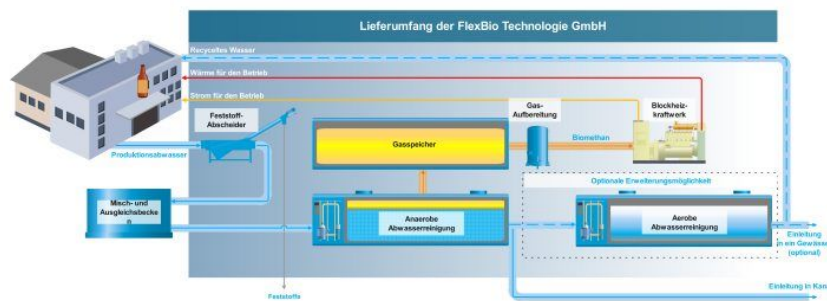 Lieferumfang der FlexBio Technologie GmbH
Recyceltes Wasser
Wärme für den Betrieb
Strom für den Betrieb
Feststoff-
Abscheider
Gas-
Aufbereitung
Blockheiz-
kraftwerk
Gasspeicher
Biomethan
Produktionsabwasser
Optionale Erweiterungsmöglichkeit
Misch- und
Ausgleichsbecke
n
Anaerobe
Abwasserreinigung
Aerobe
Abwasserreinigung
Einleitung
in ein Gewässe
(optional)
Feststoffe
Einleitung in Kan